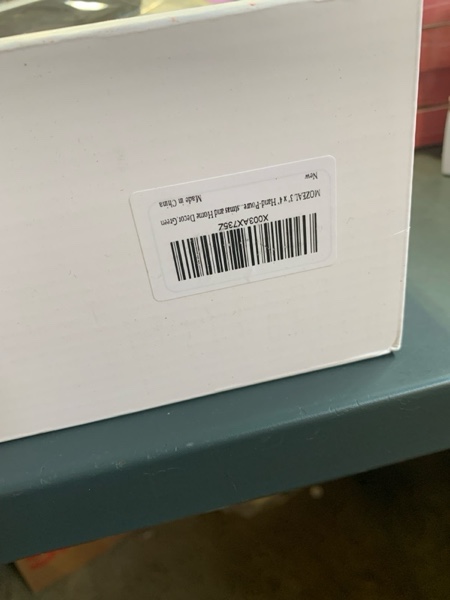 X003AX735Z
MOZEAL 3" x 4" Hand-Poure...stmas and Home Decor Green
New
Made in China